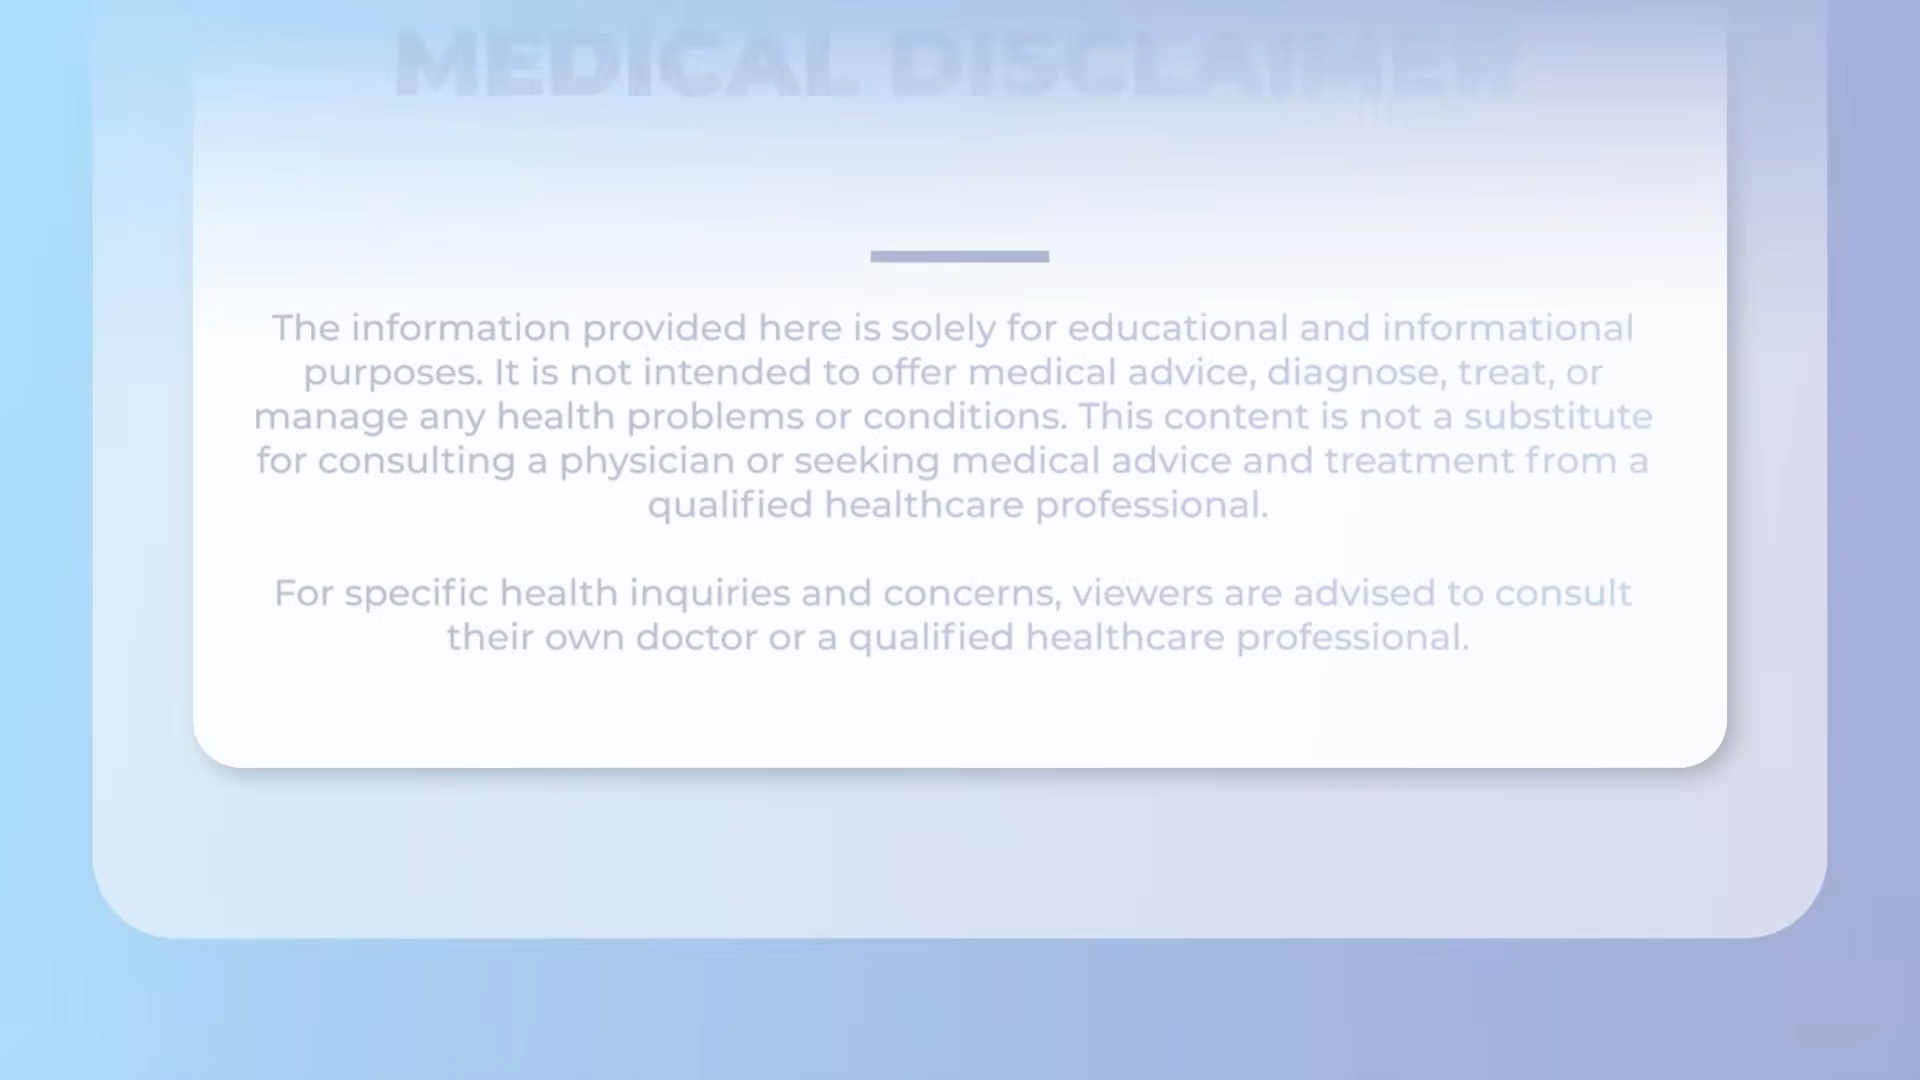 MEDICAL DISCLAIMER
The information provided here is solely for educational and informational
purposes. It is not intended to offer medical advice, diagnose, treat, or
manage any health problems or conditions. This content is not a substitute
for consulting a physician or seeking medical advice and treatment from a
qualified healthcare professional.
For specific health inquiries and concerns, viewers are advised to consult
their own doctor or a qualified healthcare professional.